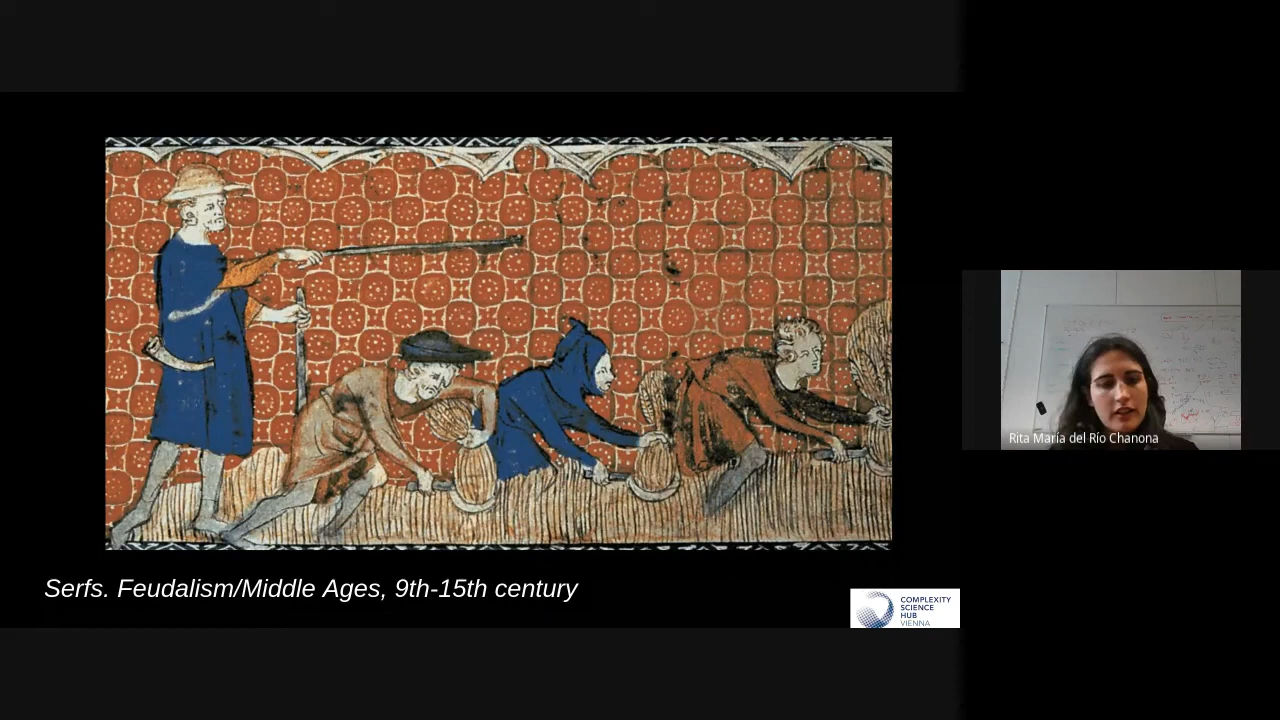 Serfs. Feudalism/Middle Ages, 9th-15th century
COMPLEXITY
SCIENCE
HUB
VIENNA
Rita María del Río Chanona